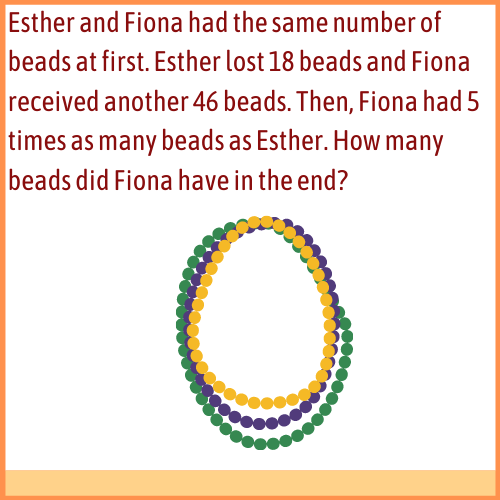 Esther and Fiona had the same number of
beads at first. Esther lost 18 beads and Fiona
received another 46 beads. Then, Fiona had 5
times as many beads as Esther. How many
beads did Fiona have in the end?